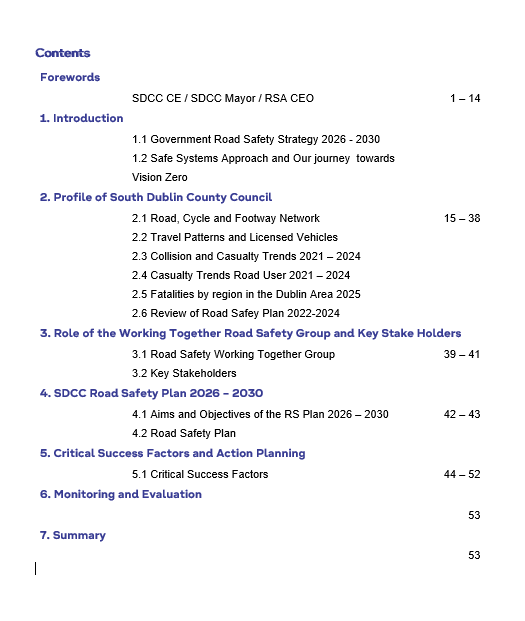 Contents
Forewords
SDCC CE / SDCC Mayor / RSA CEO 1 – 14
1. Introduction
1.1 Government Road Safety Strategy 2026 - 2030
1.2 Safe Systems Approach and Our journey towards
Vision Zero
2. Profile of South Dublin County Council
2.1 Road, Cycle and Footway Network 15 – 38
2.2 Travel Patterns and Licensed Vehicles
2.3 Collision and Casualty Trends 2021 – 2024
2.4 Casualty Trends Road User 2021 – 2024
2.5 Fatalities by region in the Dublin Area 2025
2.6 Review of Road Safey Plan 2022-2024
3. Role of the Working Together Road Safety Group and Key Stake Holders
3.1 Road Safety Working Together Group 39 – 41
3.2 Key Stakeholders
4. SDCC Road Safety Plan 2026 – 2030
4.1 Aims and Objectives of the RS Plan 2026 – 2030 42 – 43
4.2 Road Safety Plan
5. Critical Success Factors and Action Planning
5.1 Critical Success Factors 44 – 52
6. Monitoring and Evaluation
53
7. Summary
53